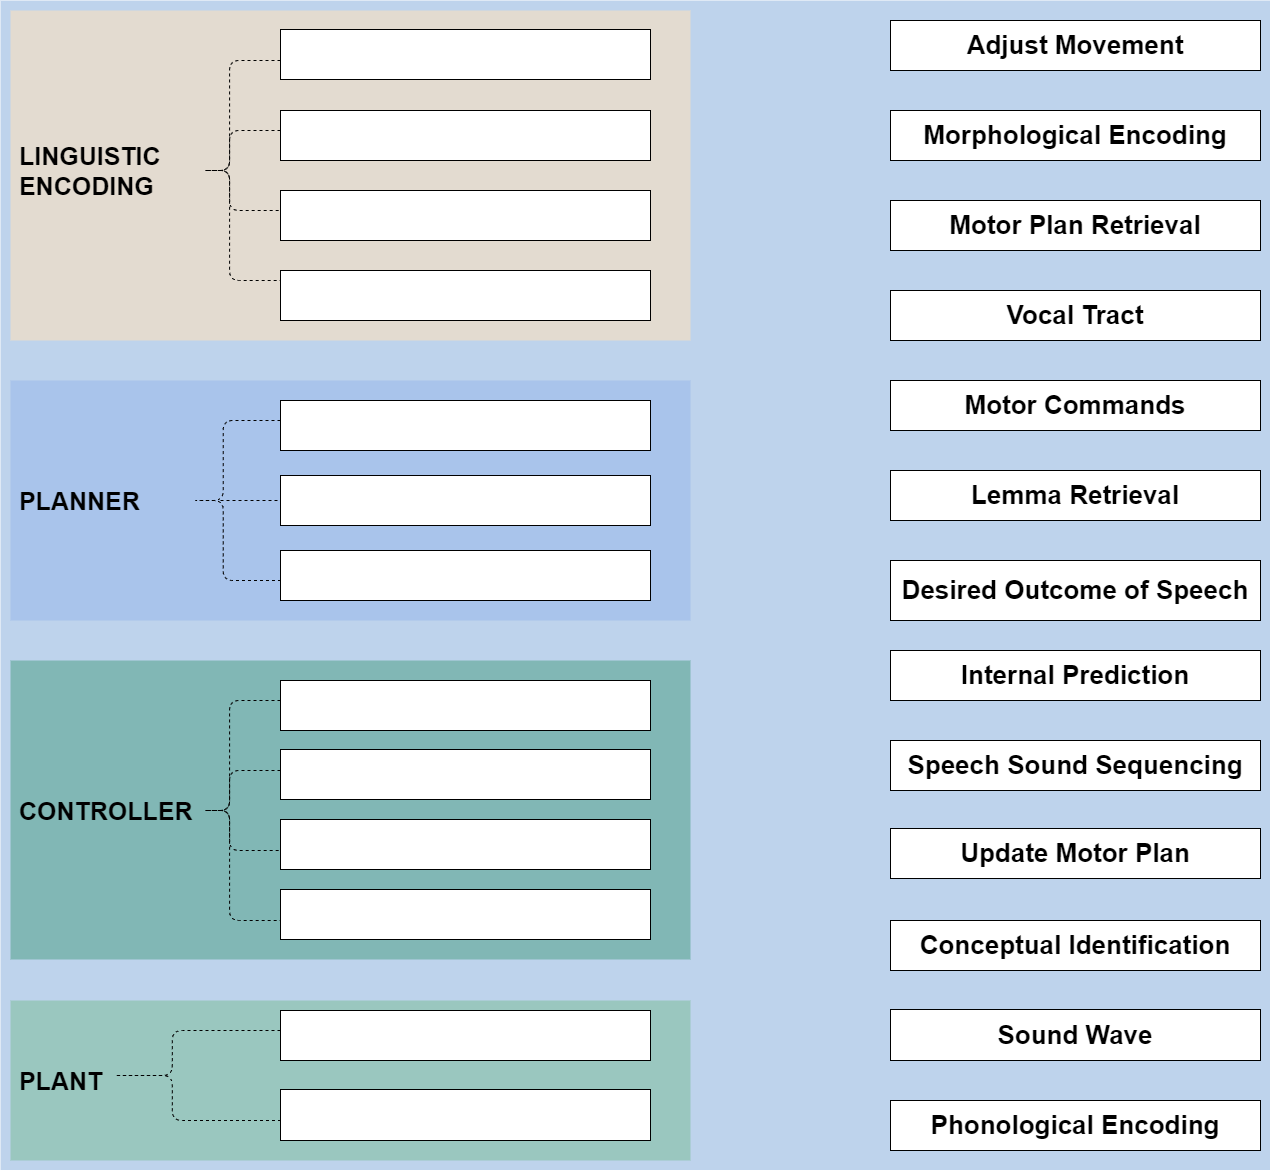 LINGUISTIC
ENCODING
PLANNER
CONTROLLER
PLANT
Adjust Movement
Morphological Encoding
Motor Plan Retrieval
Vocal Tract
Motor Commands
Lemma Retrieval
Desired Outcome of Speech
Internal Prediction
Speech Sound Sequencing
Update Motor Plan
Conceptual Identification
Sound Wave
Phonological Encoding